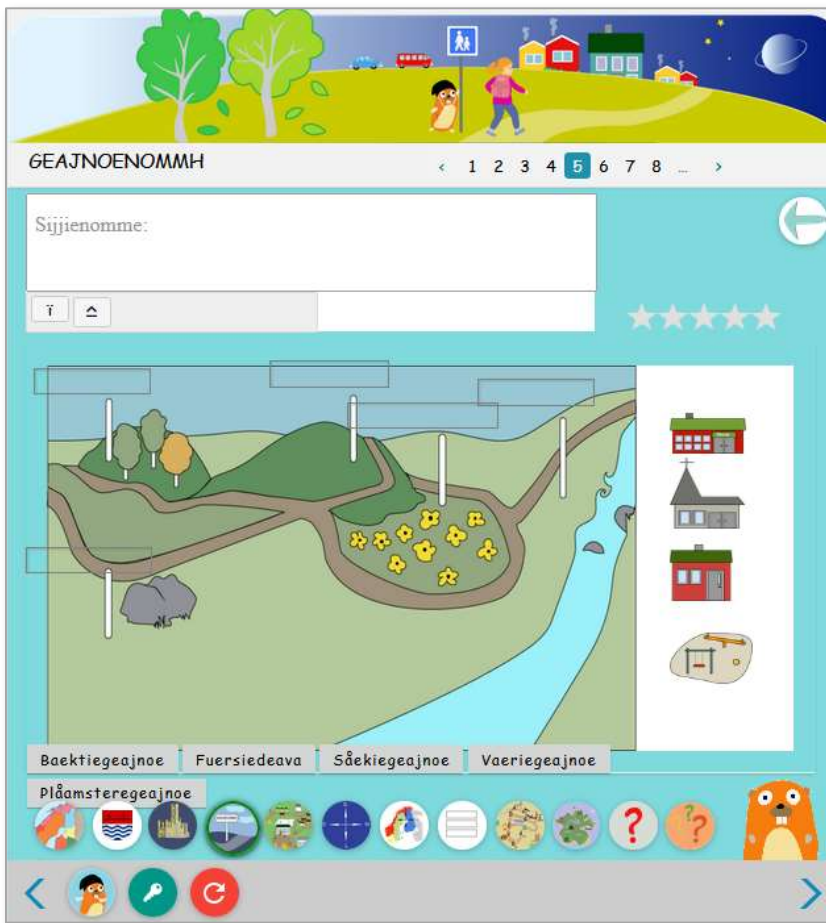 GEAJNOENOMMH
‹ 1 2 3 4 5 6 7 8 ... ›
Sijjienomme:
ï
Baektiegeajnoe Fuersiedeava Såekiegeajnoe Vaeriegeajnoe
Plåamsteregeajnoe
? ??